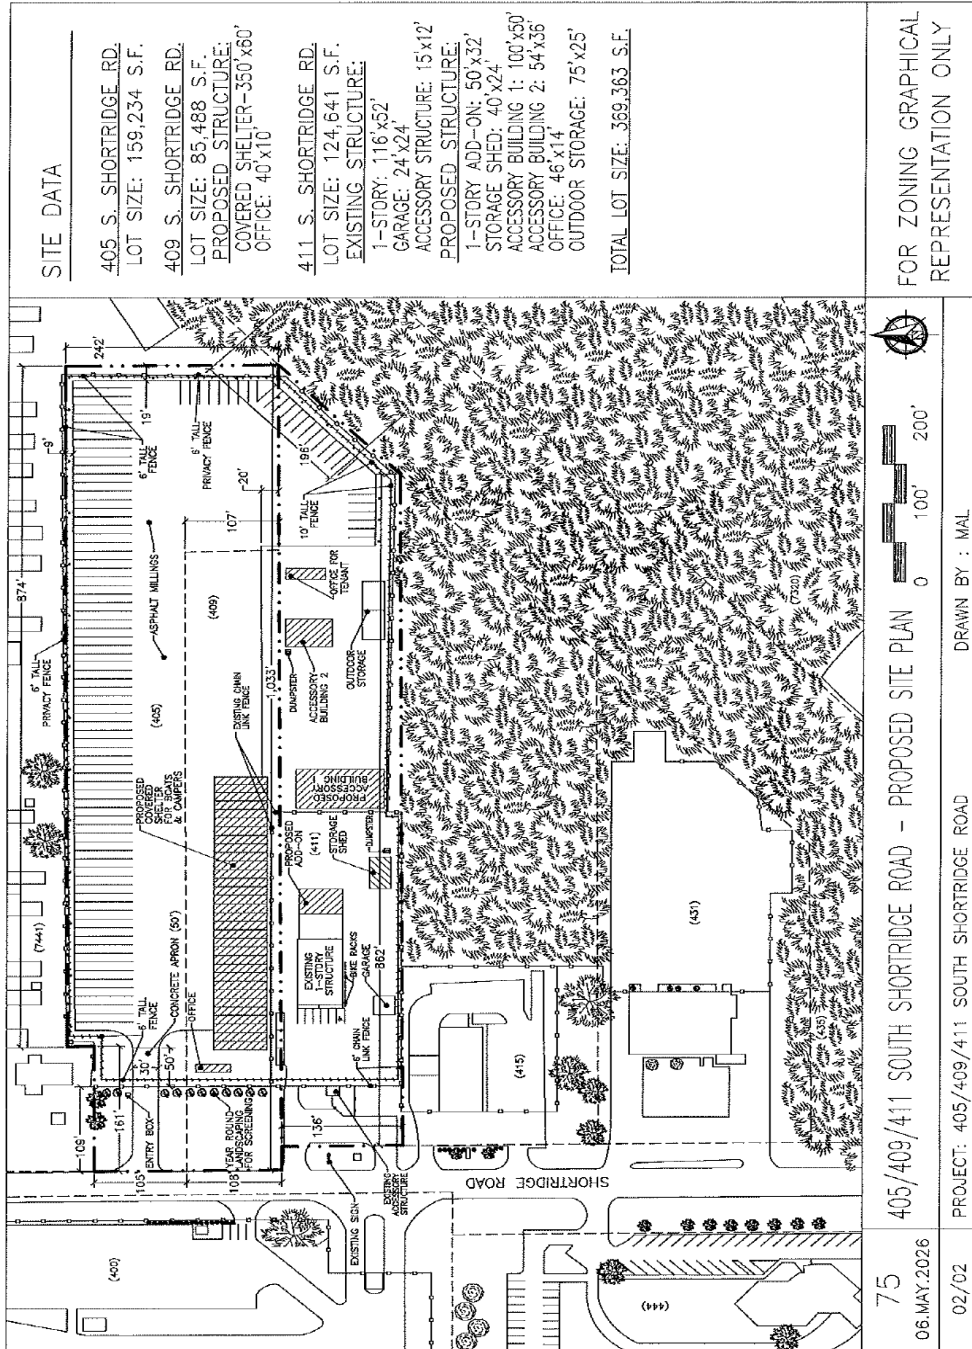 SITE DATA
405 S. SHORTRIDGE RD.
LOT SIZE: 159,234 S.F.
409 S. SHORTRIDGE RD.
LOT SIZE: 85,488 S.F.
PROPOSED STRUCTURE:
COVERED SHELTER-350'x60'
OFFICE: 40'x10'
411 S. SHORTRIDGE RD.
LOT SIZE: 124,641 S.F.
EXISTING STRUCTURE:
1-STORY: 116'x52'
GARAGE: 24'x24'
ACCESSORY STRUCTURE: 15'x12'
PROPOSED STRUCTURE:
1-STORY ADD-ON: 50'x32'
STORAGE SHED: 40'x24'
ACCESSORY BUILDING 1: 100'x50'
ACCESSORY BUILDING 2: 54'x36'
OFFICE: 46'x14'
OUTDOOR STORAGE: 75'x25'
TOTAL LOT SIZE: 369,363 S.F.
FOR ZONING GRAPHICAL
REPRESENTATION ONLY
874'
9'
242'
19'
6' TALL
PRIVACY FENCE
6' TALL
FENCE
6' TALL
PRIVACY FENCE
ASPHALT MILLINGS
(405)
(7441)
107'
20'
196'
10' TALL
FENCE
(409)
PROPOSED
COVERED
SHELTER
FOR BOATS
& CAMPERS
EXISTING CHAIN
LINK FENCE
1,033'
OFFICE FOR
TENANT
DUMPSTER
ACCESSORY
BUILDING 2
OUTDOOR
STORAGE
PROPOSED
ACCESSORY
BUILDING 1
PROPOSED
ADD-ON
(411)
STORAGE
SHED
DUMPSTER
EXISTING
1-STORY
STRUCTURE
BIKE RACKS
GARAGE
862'
6' CHAIN
LINK FENCE
6' TALL
FENCE
CONCRETE APRON (50')
OFFICE
30'
50'
109'
161'
ENTRY BOX
YEAR ROUND
LANDSCAPING
FOR SCREENING
105'
108'
136'
EXISTING SIGN
EXISTING
ACCESSORY
STRUCTURE
SHORTRIDGE ROAD
(400)
(415)
(431)
(435)
(444)
(7320)
0 100' 200'
75
405/409/411 SOUTH SHORTRIDGE ROAD - PROPOSED SITE PLAN
06.MAY.2026
02/02
PROJECT: 405/409/411 SOUTH SHORTRIDGE ROAD
DRAWN BY : MAL